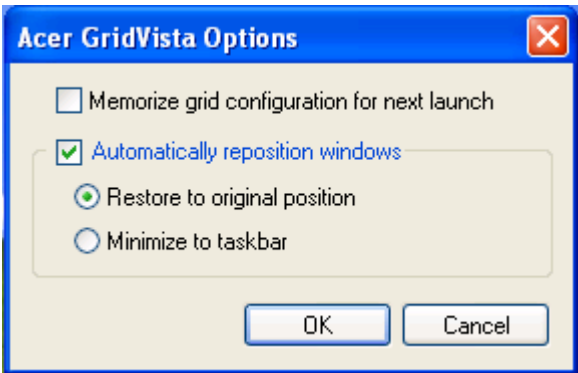 Acer GridVista Options
Memorize grid configuration for next launch
Automatically reposition windows
Restore to original position
Minimize to taskbar
OK Cancel